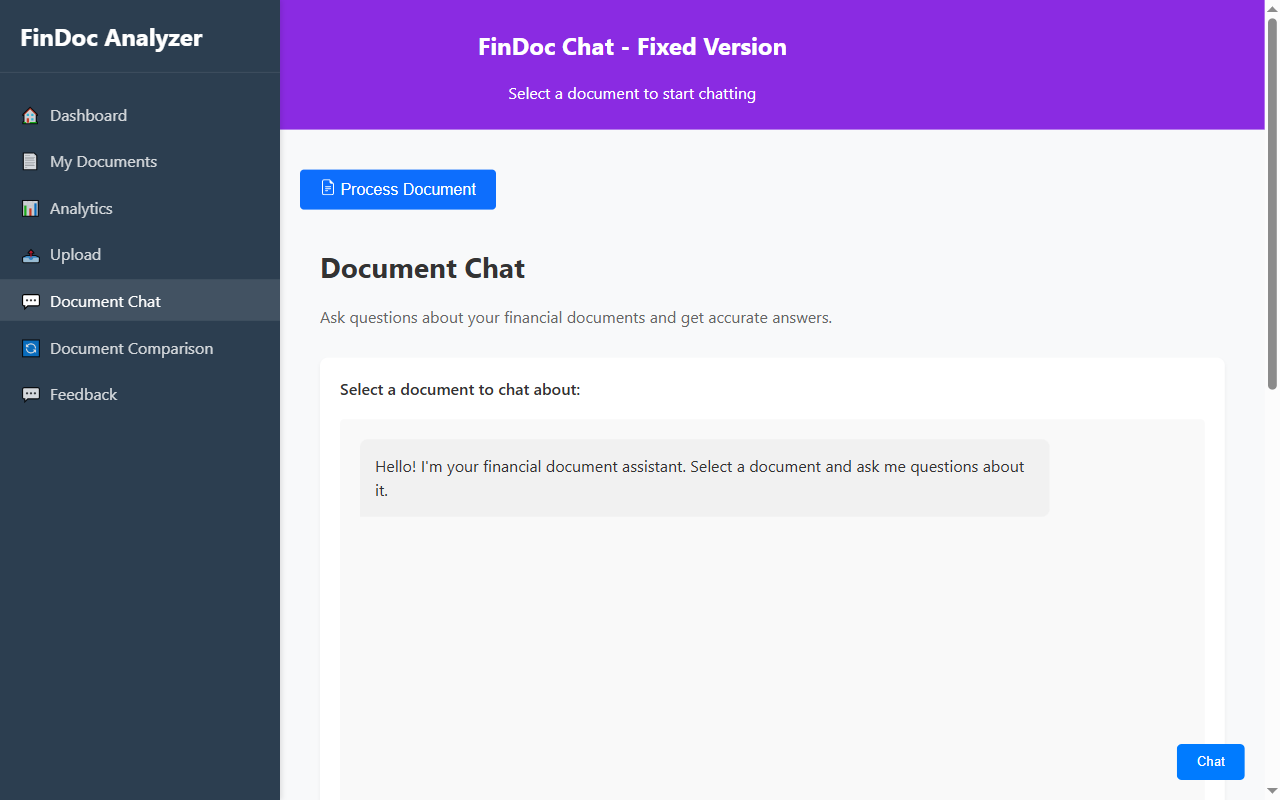 FinDoc Analyzer
Dashboard
My Documents
Analytics
Upload
Document Chat
Document Comparison
Feedback
FinDoc Chat - Fixed Version
Select a document to start chatting
Process Document
Document Chat
Ask questions about your financial documents and get accurate answers.
Select a document to chat about:
Hello! I'm your financial document assistant. Select a document and ask me questions about
it.
Chat